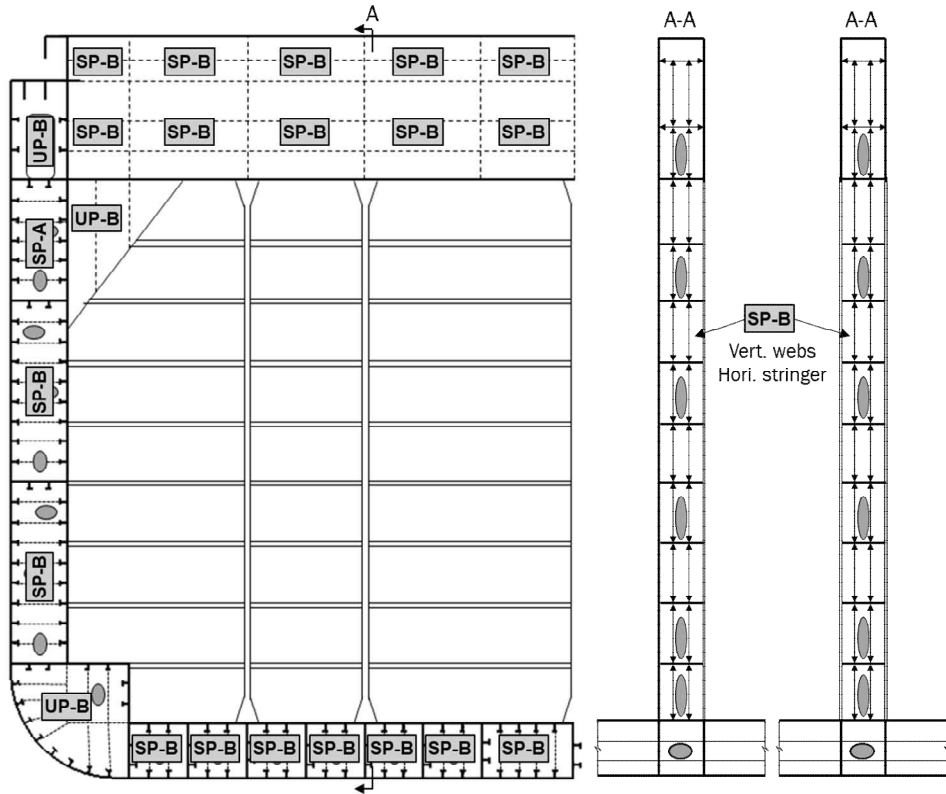 A
A-A
A-A
SP-B SP-B SP-B SP-B SP-B
SP-B SP-B SP-B SP-B SP-B
UP-B
UP-B
SP-A
SP-B
Vert. webs
Hori. stringer
SP-B
SP-B
UP-B
SP-B SP-B SP-B SP-B SP-B SP-B SP-B